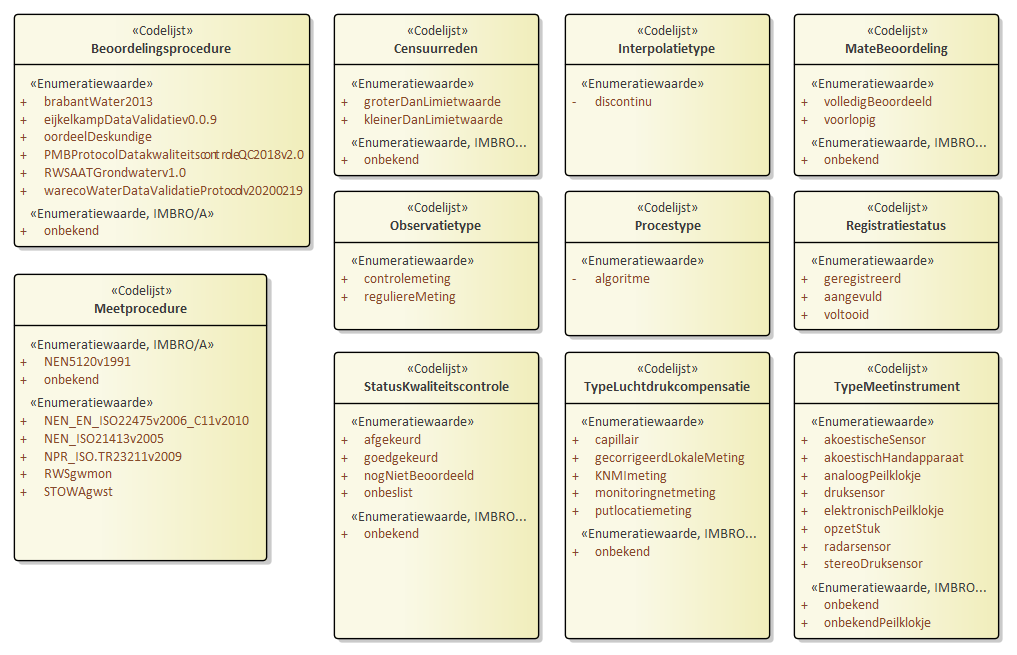 «Codelijst»
Beoordelingsprocedure
«Enumeratiewaarde»
+ brabantWater2013
+ eijkelkampDataValidatiev0.0.9
+ oordeelDeskundige
+ PMBProtocolDatakwaliteitscontroleQC2018v2.0
+ RWSAATGrondwaterv1.0
+ warecoWaterDataValidatieProtocolv20200219
«Enumeratiewaarde, IMBRO/A»
+ onbekend
«Codelijst»
Censuurreden
«Enumeratiewaarde»
+ groterDanLimietwaarde
+ kleinerDanLimietwaarde
«Enumeratiewaarde, IMBRO...
+ onbekend
«Codelijst»
Interpolatietype
«Enumeratiewaarde»
- discontinu
«Codelijst»
MateBeoordeling
«Enumeratiewaarde»
+ volledigBeoordeeld
+ voorlopig
«Enumeratiewaarde, IMBRO...
+ onbekend
«Codelijst»
Observatietype
«Enumeratiewaarde»
+ controlemeting
+ reguliereMeting
«Codelijst»
Procestype
«Enumeratiewaarde»
- algoritme
«Codelijst»
Registratiestatus
«Enumeratiewaarde»
+ geregistreerd
+ aangevuld
+ voltooid
«Codelijst»
Meetprocedure
«Enumeratiewaarde, IMBRO/A»
+ NEN5120v1991
+ onbekend
«Enumeratiewaarde»
+ NEN_EN_ISO22475v2006_C11v2010
+ NEN_ISO21413v2005
+ NPR_ISO.TR23211v2009
+ RWSgwmon
+ STOWAgwst
«Codelijst»
StatusKwaliteitscontrole
«Enumeratiewaarde»
+ afgekeurd
+ goedgekeurd
+ nogNietBeoordeeld
+ onbeslist
«Enumeratiewaarde, IMBRO...
+ onbekend
«Codelijst»
TypeLuchtdrukcompensatie
«Enumeratiewaarde»
+ capillair
+ gecorrigeerdLokaleMeting
+ KNMImeting
+ monitoringnetmeting
+ putlocatiemeting
«Enumeratiewaarde, IMBRO...
+ onbekend
«Codelijst»
TypeMeetinstrument
«Enumeratiewaarde»
+ akoestischeSensor
+ akoestischHandapparaat
+ analoogPeilklokje
+ druksensor
+ elektronischPeilklokje
+ opzetStuk
+ radarsensor
+ stereoDruksensor
«Enumeratiewaarde, IMBRO...
+ onbekend
+ onbekendPeilklokje